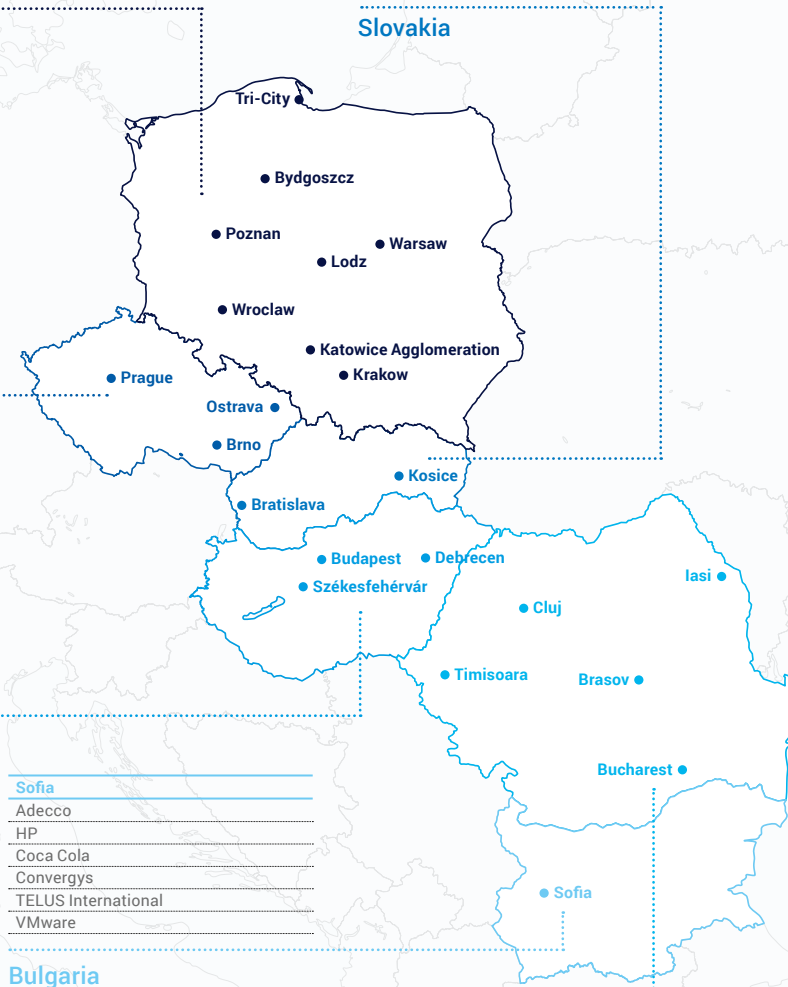 Slovakia
Tri-City
Bydgoszcz
Poznan
Warsaw
Lodz
Wroclaw
Katowice Agglomeration
Krakow
Prague
Ostrava
Brno
Kosice
Bratislava
Budapest
Debrecen
Székesfehérvár
Iasi
Cluj
Timisoara
Brasov
Bucharest
Sofia
Adecco
HP
Coca Cola
Convergys
TELUS International
VMware
Sofia
Bulgaria